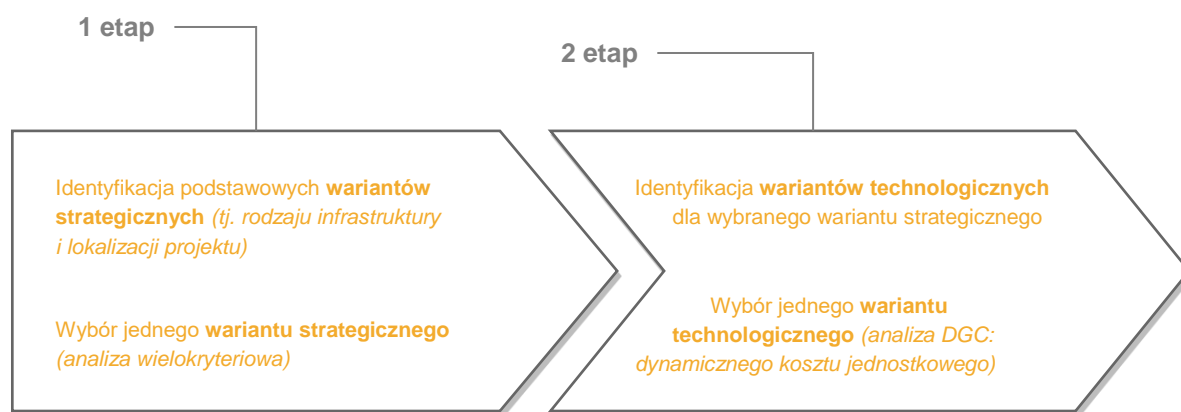 1 etap
2 etap
Identyfikacja podstawowych wariantów
strategicznych (tj. rodzaju infrastruktury
i lokalizacji projektu)
Wybór jednego wariantu strategicznego
(analiza wielokryteriowa)
Identyfikacja wariantów technologicznych
dla wybranego wariantu strategicznego
Wybór jednego wariantu
technologicznego (analiza DGC:
dynamicznego kosztu jednostkowego)